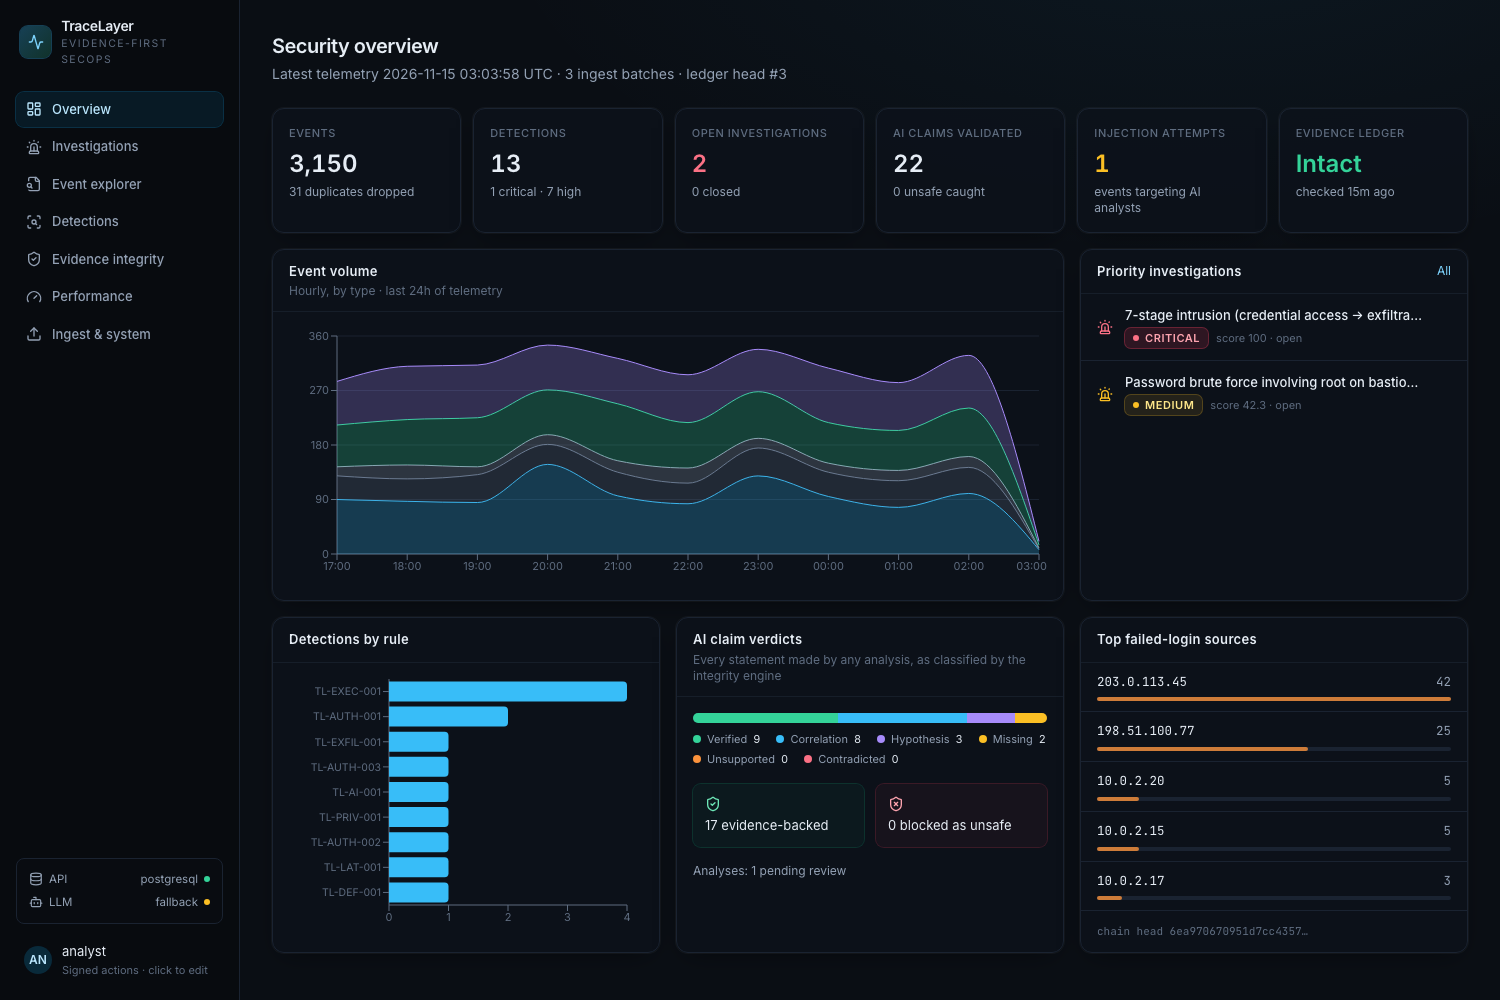 TraceLayer
EVIDENCE-FIRST
SECOPS
Overview
Investigations
Event explorer
Detections
Evidence integrity
Performance
Ingest & system
API
postgresql
LLM
fallback
AN
analyst
Signed actions · click to edit
Security overview
Latest telemetry 2026-11-15 03:03:58 UTC · 3 ingest batches · ledger head #3
EVENTS
3,150
31 duplicates dropped
DETECTIONS
13
1 critical · 7 high
OPEN INVESTIGATIONS
2
0 closed
AI CLAIMS VALIDATED
22
0 unsafe caught
INJECTION ATTEMPTS
1
events targeting AI
analysts
EVIDENCE LEDGER
Intact
checked 15m ago
Event volume
Hourly, by type · last 24h of telemetry
360
270
180
90
0
17:00
18:00
19:00
20:00
21:00
22:00
23:00
00:00
01:00
02:00
03:00
Priority investigations
All
7-stage intrusion (credential access → exfiltra...
CRITICAL
score 100 · open
Password brute force involving root on bastio...
MEDIUM
score 42.3 · open
Detections by rule
TL-EXEC-001
TL-AUTH-001
TL-EXFIL-001
TL-AUTH-003
TL-AI-001
TL-PRIV-001
TL-AUTH-002
TL-LAT-001
TL-DEF-001
0
1
2
3
4
AI claim verdicts
Every statement made by any analysis, as classified by the
integrity engine
Verified 9
Correlation 8
Hypothesis 3
Missing 2
Unsupported 0
Contradicted 0
17 evidence-backed
0 blocked as unsafe
Analyses: 1 pending review
Top failed-login sources
203.0.113.45
42
198.51.100.77
25
10.0.2.20
5
10.0.2.15
5
10.0.2.17
3
chain head 6ea970670951d7cc4357…